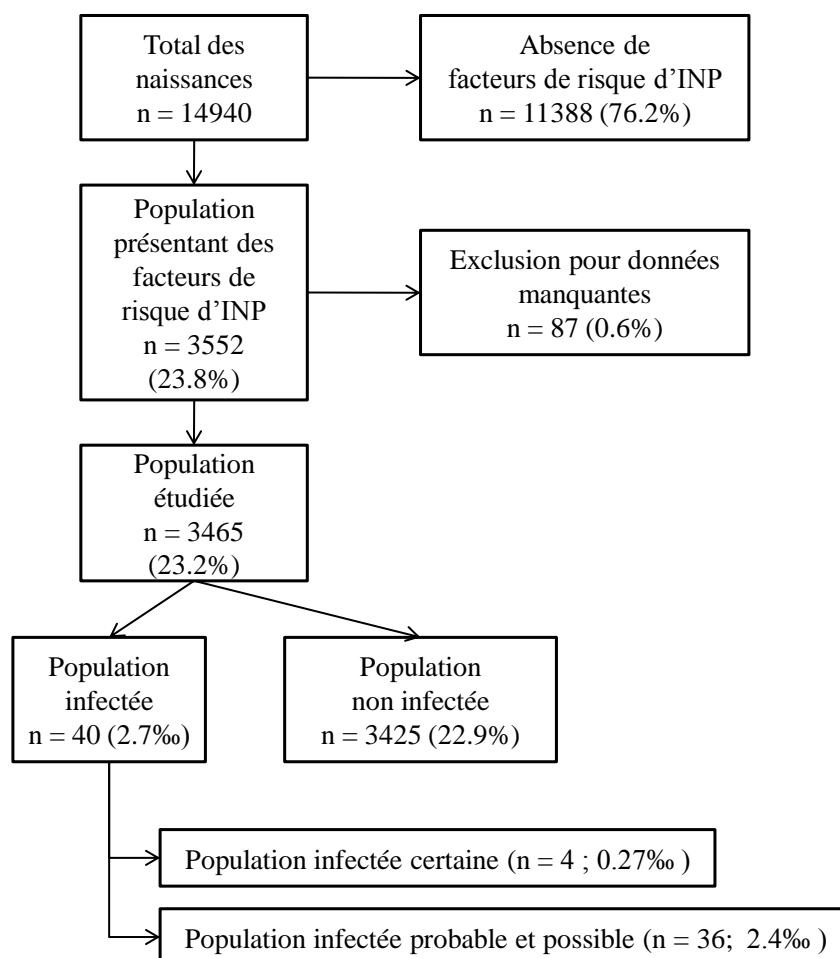 Total des
naissances
n = 14940
Absence de
facteurs de risque d’INP
n = 11388 (76.2%)
Population
présentant des
facteurs de
risque d’INP
n = 3552
(23.8%)
Exclusion pour données
manquantes
n = 87 (0.6%)
Population
étudiée
n = 3465
(23.2%)
Population
infectée
n = 40 (2.7‰)
Population
non infectée
n = 3425 (22.9%)
Population infectée certaine (n = 4 ; 0.27‰ )
Population infectée probable et possible (n = 36;  2.4‰ )